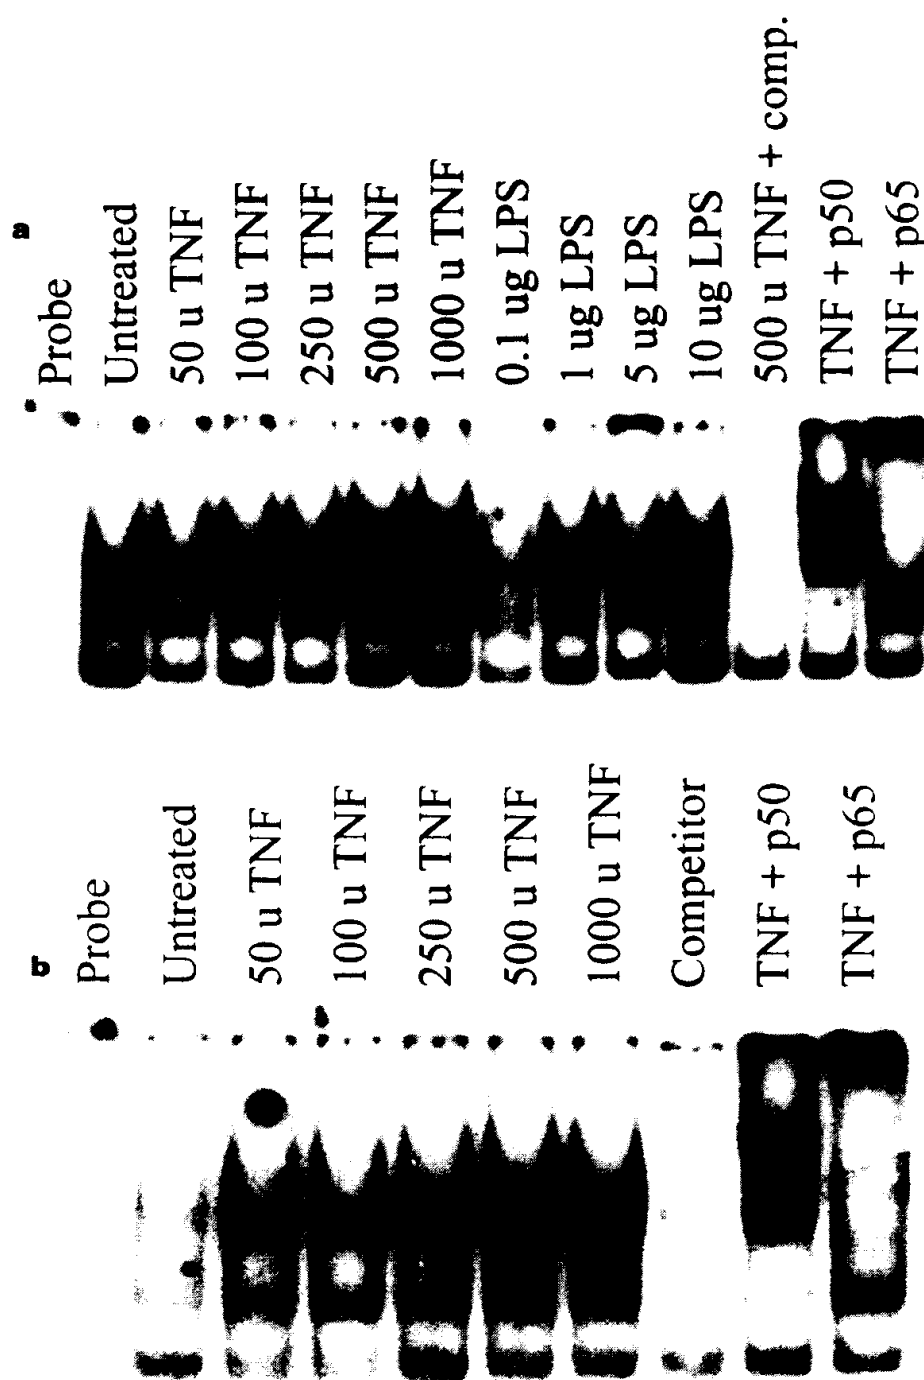 a
Probe
Untreated
50 u TNF
100 u TNF
250 u TNF
500 u TNF
1000 u TNF
0.1 ug LPS
1 ug LPS
5 ug LPS
10 ug LPS
500 u TNF + comp.
TNF + p50
TNF + p65
Probe
Untreated
50 u TNF
100 u TNF
250 u TNF
500 u TNF
1000 u TNF
Competitor
TNF + p50
TNF + p65